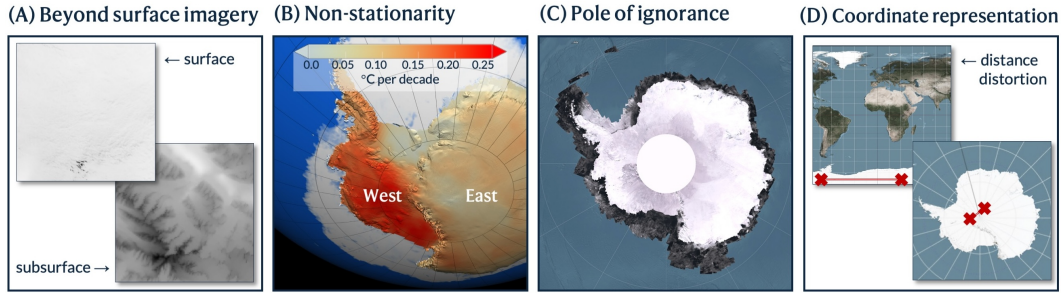 (A) Beyond surface imagery
← surface
subsurface →
(B) Non-stationarity
0.0 0.05 0.10 0.15 0.20 0.25
°C per decade
West
East
(C) Pole of ignorance
(D) Coordinate representation
← distance
distortion